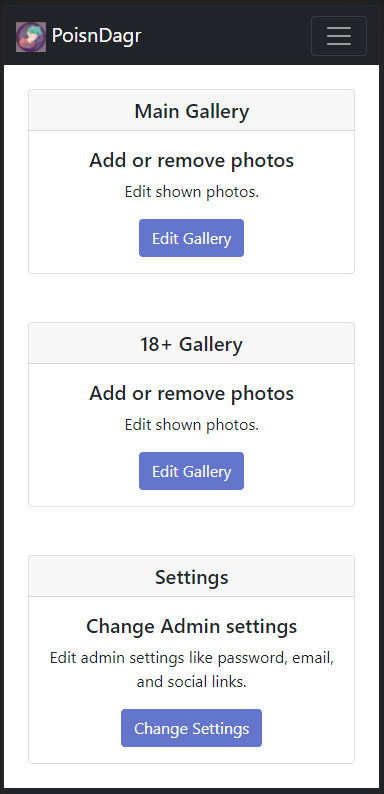 PoisnDagr
Main Gallery
Add or remove photos
Edit shown photos.
Edit Gallery
18+ Gallery
Add or remove photos
Edit shown photos.
Edit Gallery
Settings
Change Admin settings
Edit admin settings like password, email,
and social links.
Change Settings